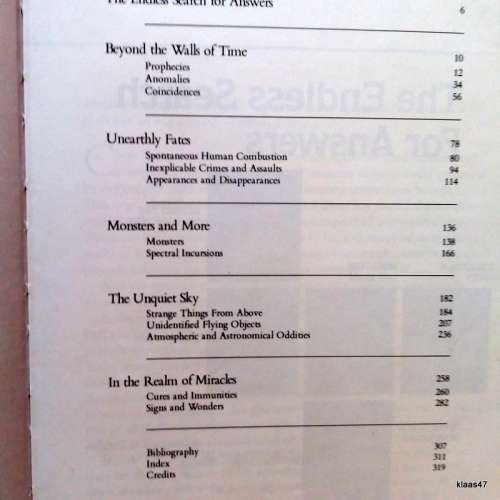 The Endless Search for Answers 6
Beyond the Walls of Time 10
Prophecies 12
Anomalies 34
Coincidences 56
Unearthly Fates 78
Spontaneous Human Combustion 80
Inexplicable Crimes and Assaults 94
Appearances and Disappearances 114
Monsters and More 136
Monsters 138
Spectral Incursions 166
The Unquiet Sky 182
Strange Things From Above 184
Unidentified Flying Objects 207
Atmospheric and Astronomical Oddities 236
In the Realm of Miracles 258
Cures and Immunities 260
Signs and Wonders 282
Bibliography 307
Index 311
Credits 319
klaas47